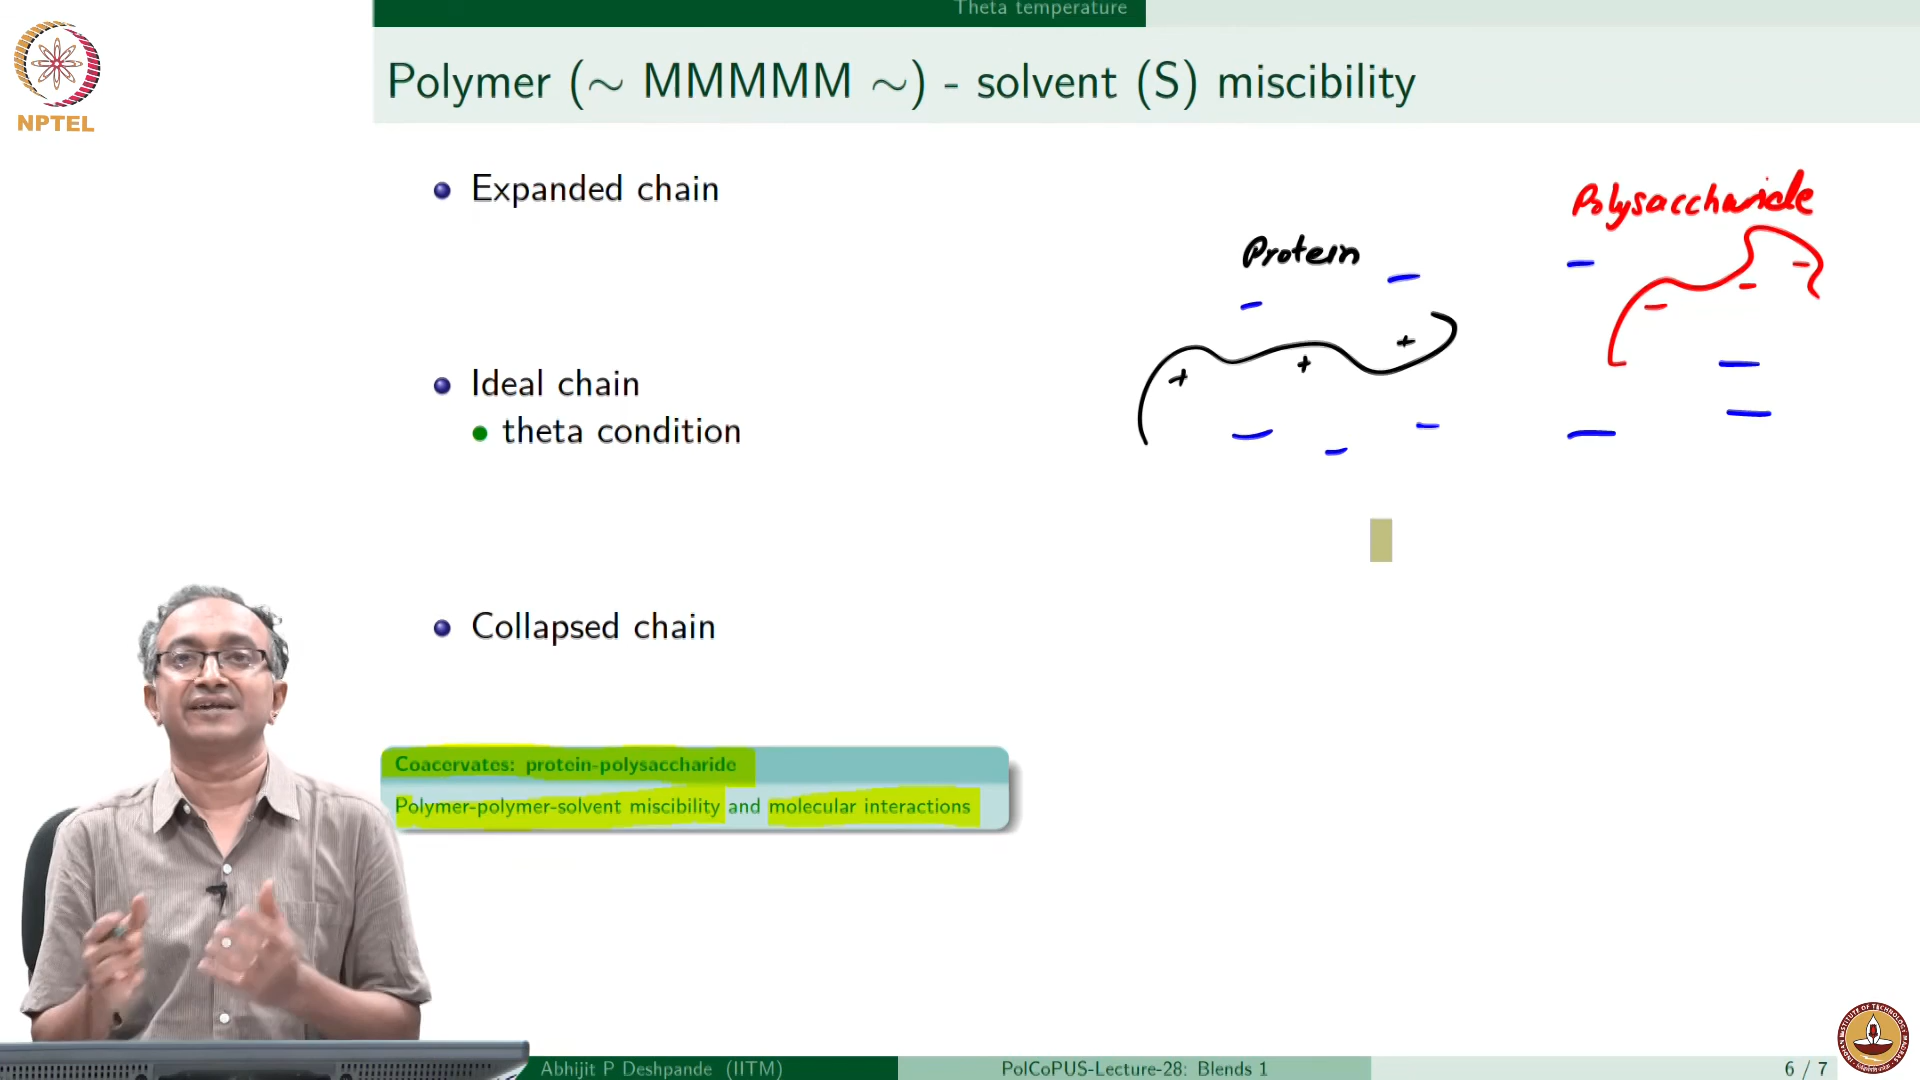 Theta temperature
NPTEL
Polymer (∼ MMMMM ∼) - solvent (S) miscibility
Expanded chain
Polysaccharide
Protein
Ideal chain
theta condition
Collapsed chain
Coacervates: protein-polysaccharide
Polymer-polymer-solvent miscibility and molecular interactions
Abhijit P Deshpande (IITM) PolCoPUS-Lecture-28: Blends 1 6 / 7